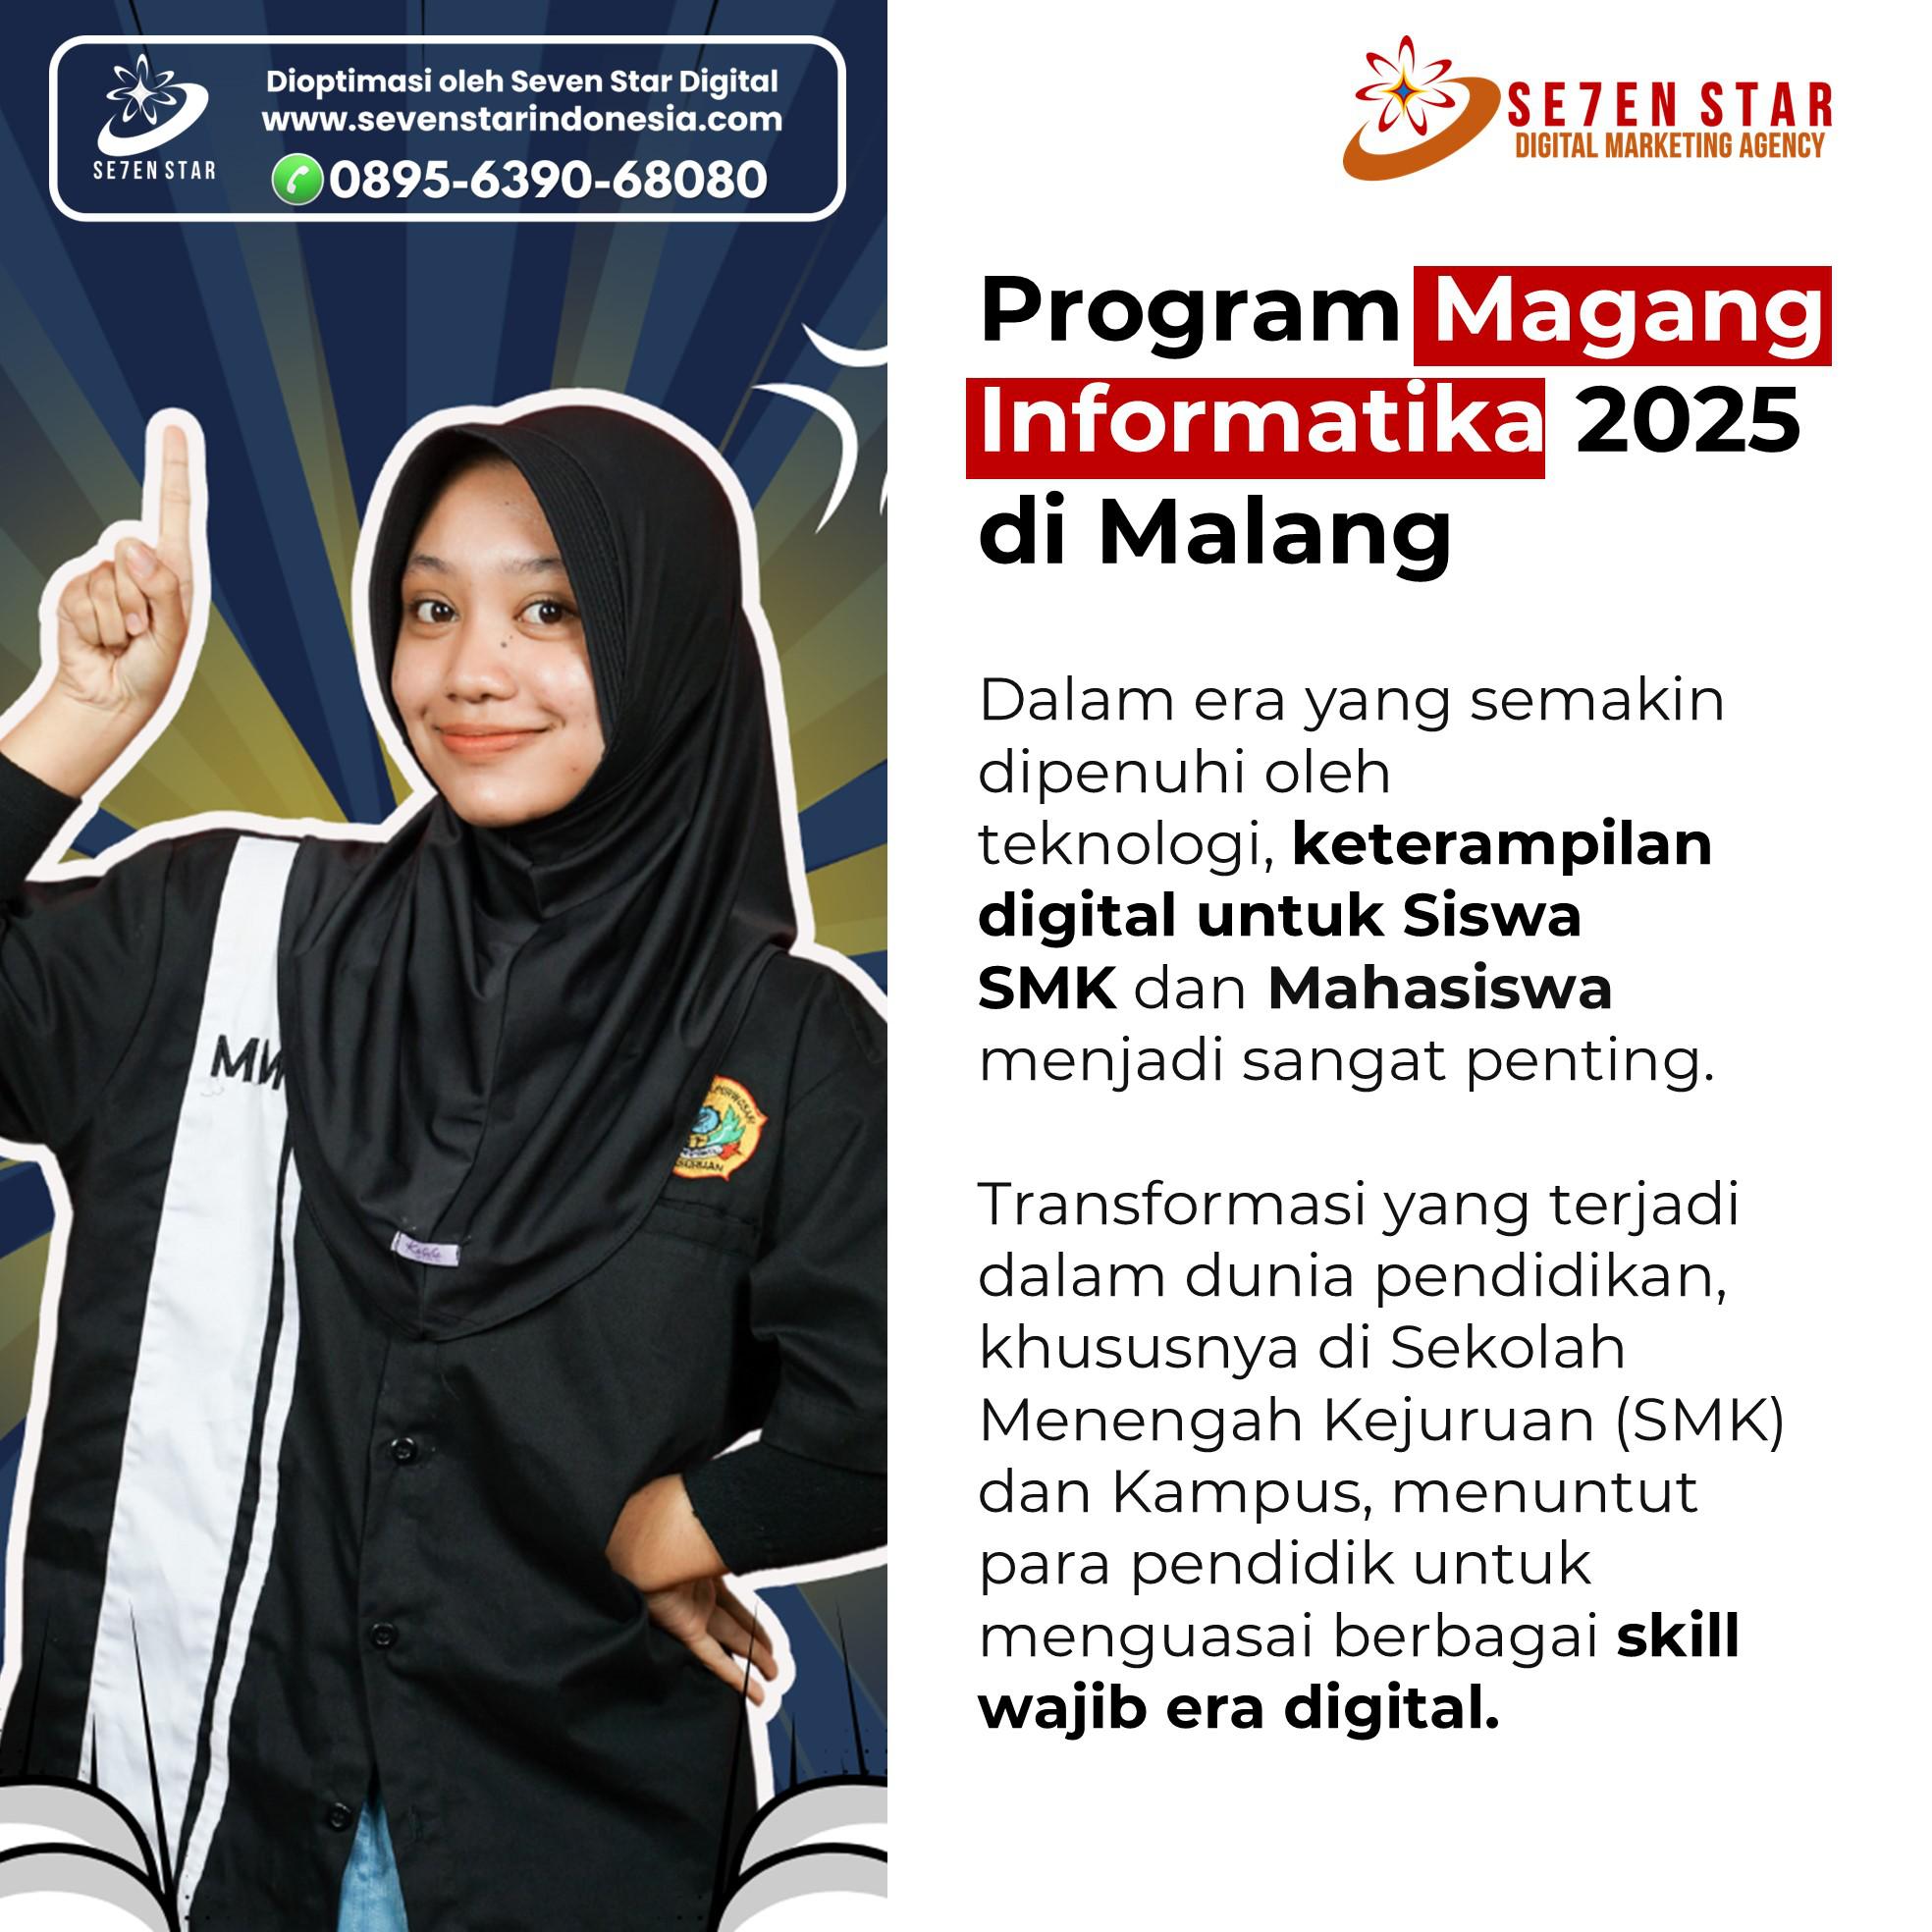 SE7EN STAR
Dioptimasi oleh Seven Star Digital
www.sevenstarindonesia.com
0895-6390-68080
SE7EN STAR
DIGITAL MARKETING AGENCY
Program Magang
Informatika 2025
di Malang
Dalam era yang semakin
dipenuhi oleh
teknologi, keterampilan
digital untuk Siswa
SMK dan Mahasiswa
menjadi sangat penting.
Transformasi yang terjadi
dalam dunia pendidikan,
khususnya di Sekolah
Menengah Kejuruan (SMK)
dan Kampus, menuntut
para pendidik untuk
menguasai berbagai skill
wajib era digital.